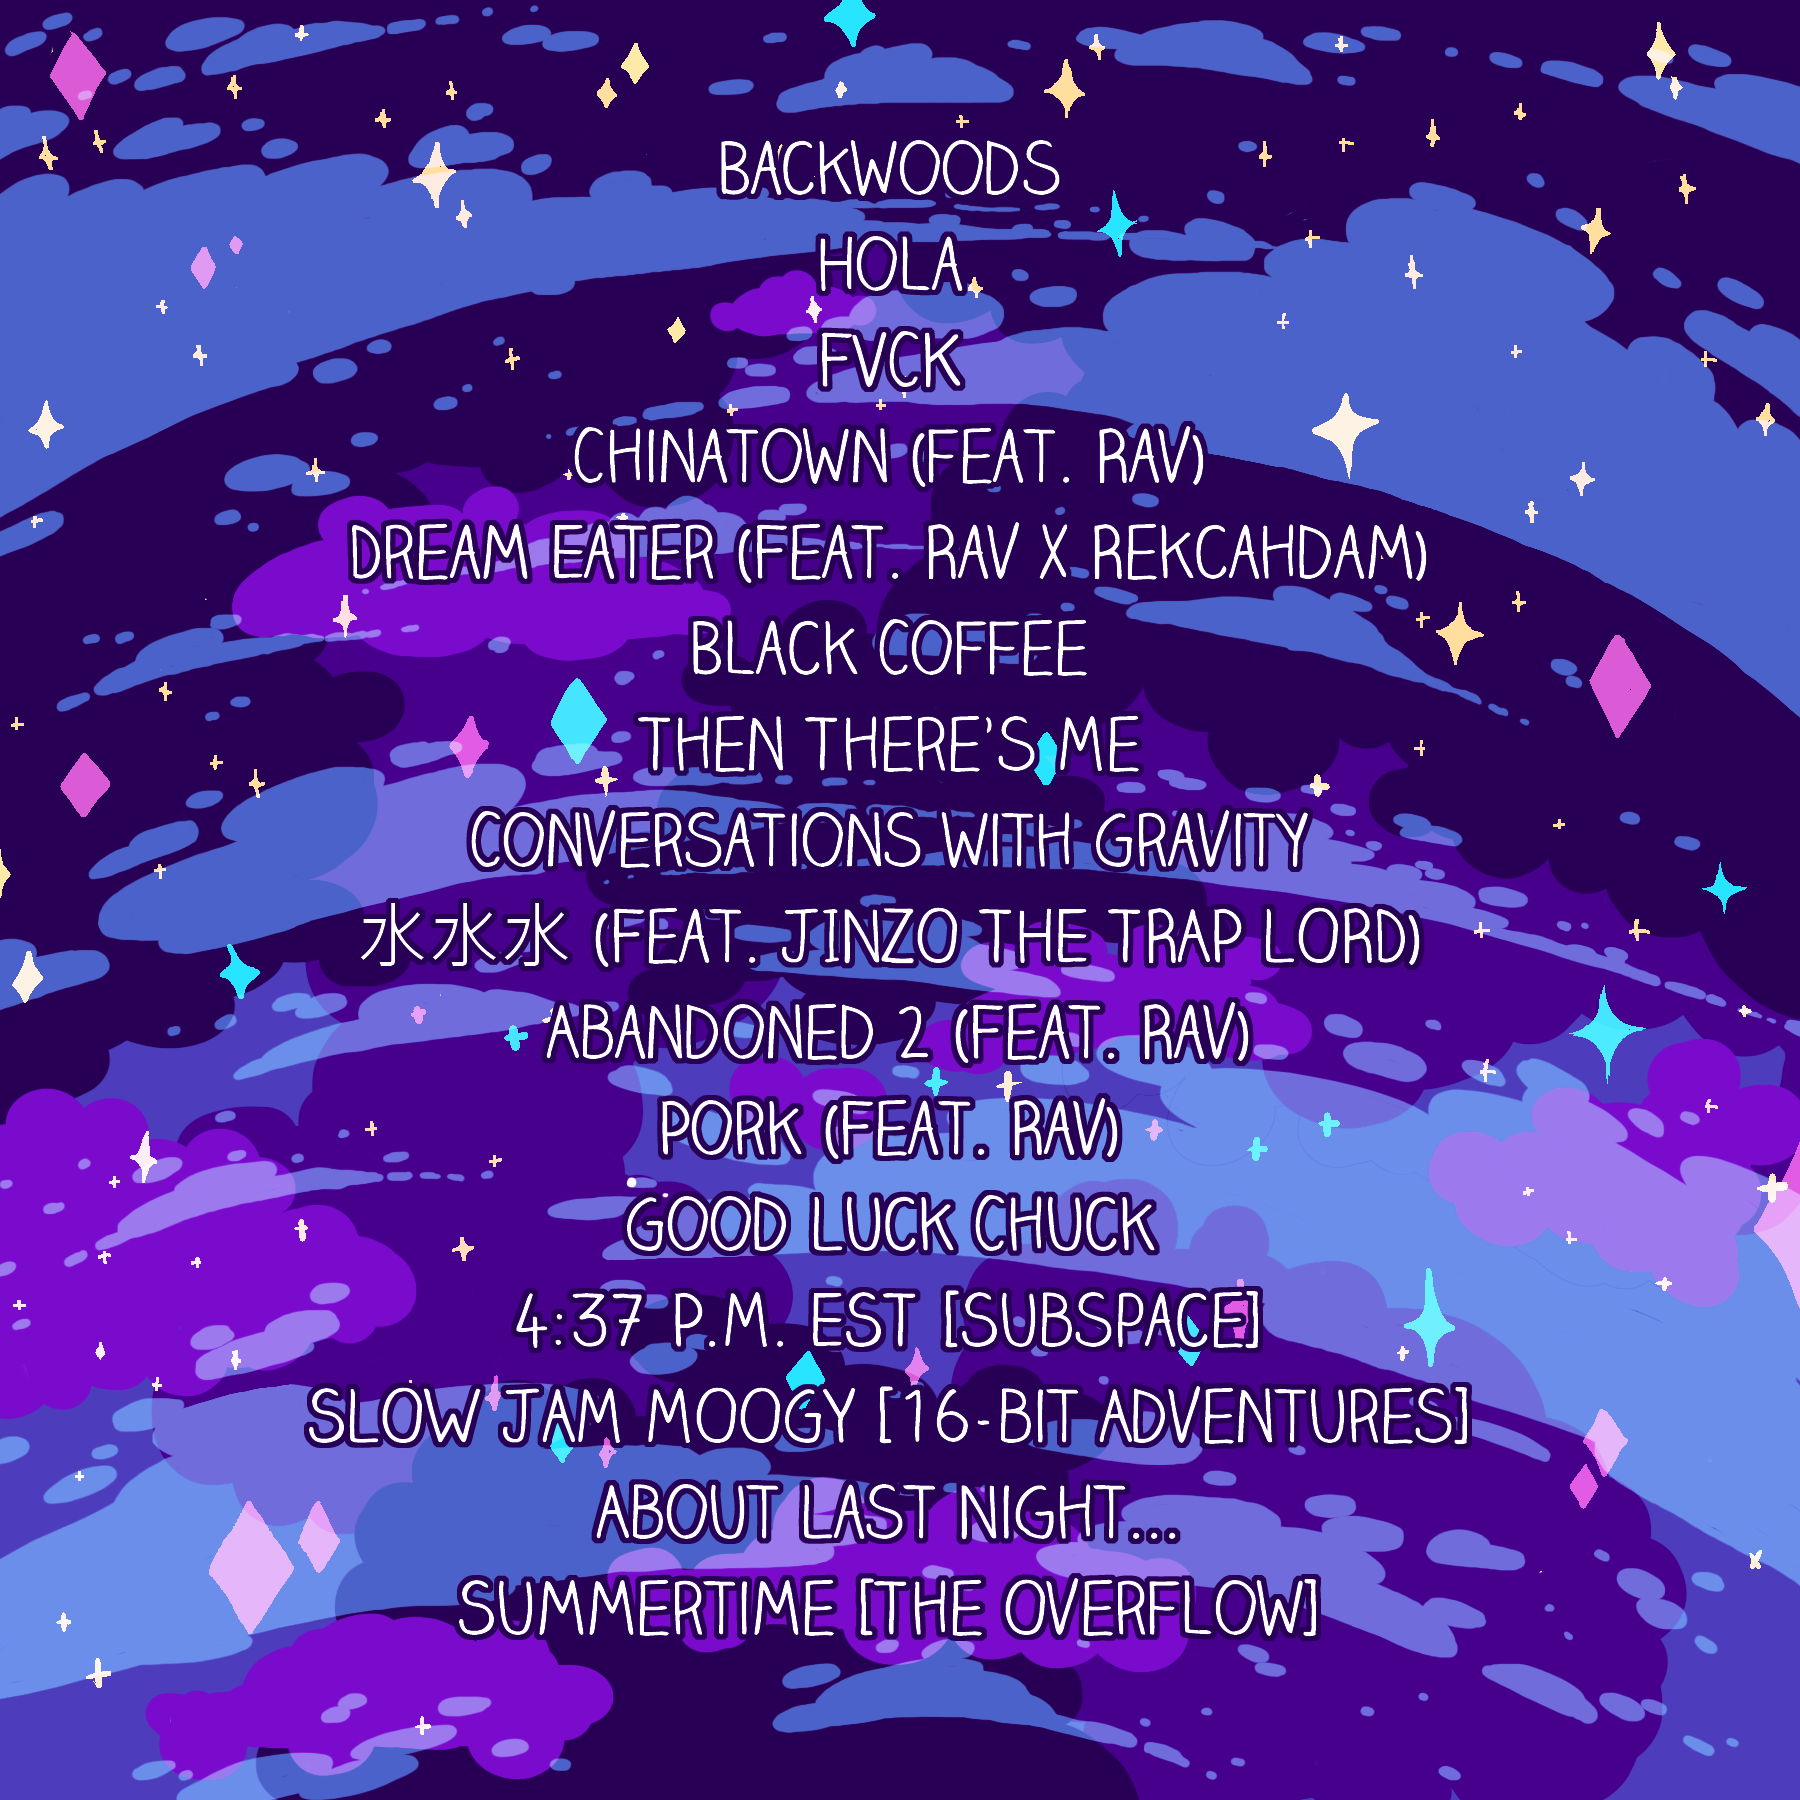 BACKWOODS
HOLA
FVCK
CHINATOWN (FEAT. RAV)
DREAM EATER (FEAT. RAV X REKCAHDAM)
BLACK COFFEE
THEN THERE'S ME
CONVERSATIONS WITH GRAVITY
水水水 (FEAT. JINZO THE TRAP LORD)
ABANDONED 2 (FEAT. RAV)
PORK (FEAT. RAV)
GOOD LUCK CHUCK
4:37 P.M. EST [SUBSPACE]
SLOW JAM MOOGY [16-BIT ADVENTURES]
ABOUT LAST NIGHT...
SUMMERTIME [THE OVERFLOW]